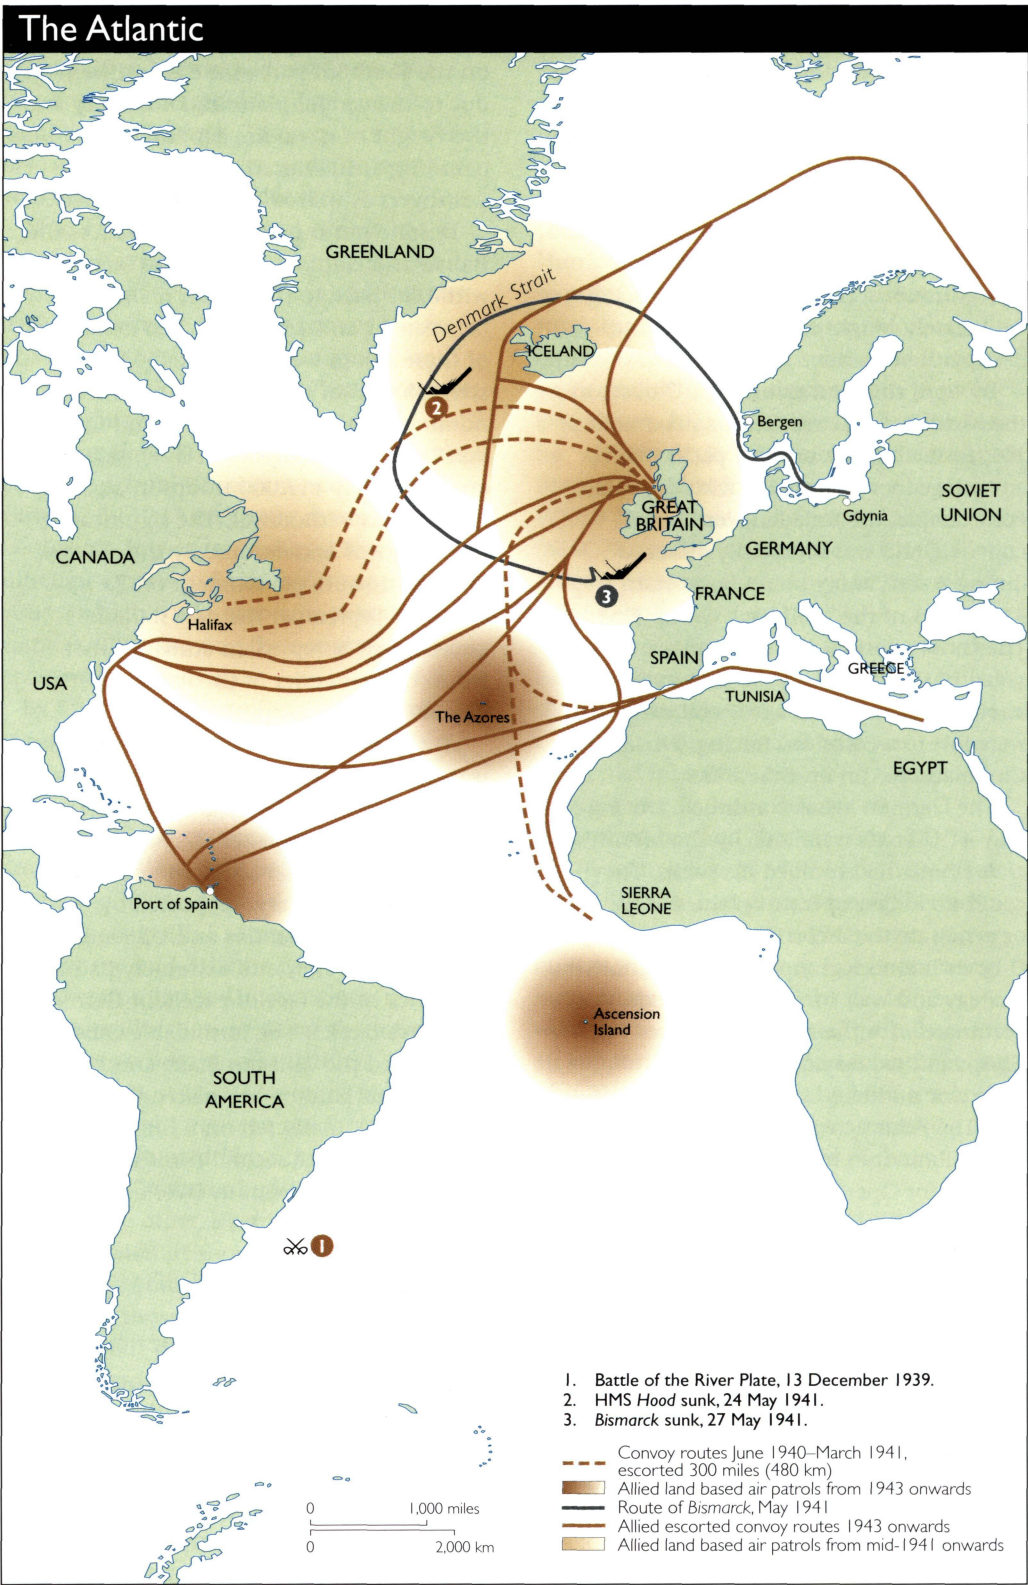 The Atlantic
GREENLAND
Denmark Strait
ICELAND
2
Bergen
GREAT
BRITAIN
Gdynia
SOVIET
UNION
CANADA
GERMANY
3
FRANCE
Halifax
USA
SPAIN
GREECE
TUNISIA
The Azores
EGYPT
Port of Spain
SIERRA
LEONE
Ascension
Island
SOUTH
AMERICA
1
1. Battle of the River Plate, 13 December 1939.
2. HMS Hood sunk, 24 May 1941.
3. Bismarck sunk, 27 May 1941.
Convoy routes June 1940–March 1941,
escorted 300 miles (480 km)
Allied land based air patrols from 1943 onwards
Route of Bismarck, May 1941
Allied escorted convoy routes 1943 onwards
Allied land based air patrols from mid-1941 onwards
0 1,000 miles
0 2,000 km